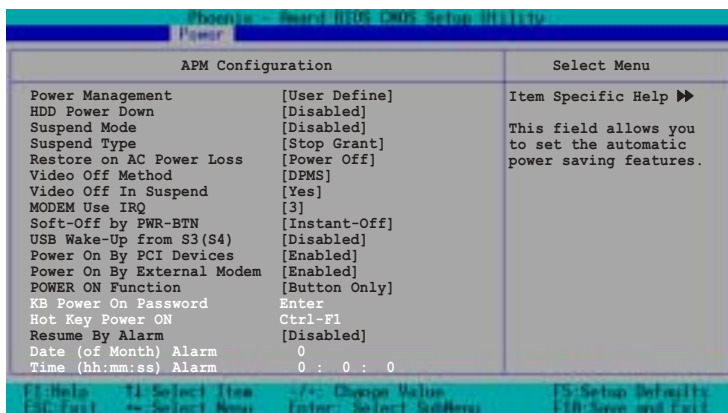 Phoenix - Award BIOS CMOS Setup Utility
Power
APM Configuration
Select Menu
Power Management [User Define]
HDD Power Down [Disabled]
Suspend Mode [Disabled]
Suspend Type [Stop Grant]
Restore on AC Power Loss [Power Off]
Video Off Method [DPMS]
Video Off In Suspend [Yes]
MODEM Use IRQ [3]
Soft-Off by PWR-BTN [Instant-Off]
USB Wake-Up from S3(S4) [Disabled]
Power On By PCI Devices [Enabled]
Power On By External Modem [Enabled]
POWER ON Function [Button Only]
KB Power On Password Enter
Hot Key Power ON Ctrl-F1
Resume By Alarm [Disabled]
Date (of Month) Alarm 0
Time (hh:mm:ss) Alarm 0 : 0 : 0
Item Specific Help
This field allows you
to set the automatic
power saving features.
F1:Help ↑↓ Select Item -/+ Change Value F5:Setup Defaults
ESC:Exit ↔ Select Menu Enter: Select SubMenu F10:Save & Exit